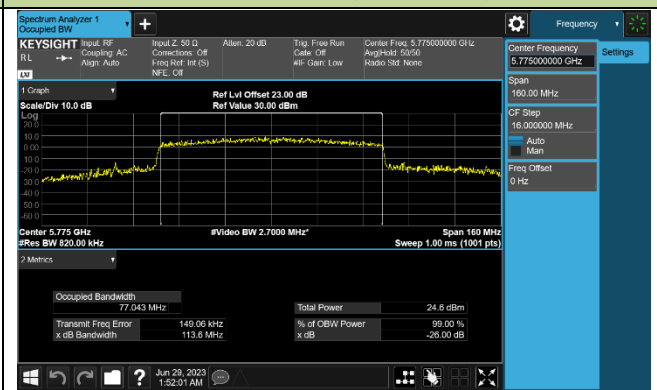 Spectrum Analyzer 1
Occupied BW
Frequency
KEYSIGHT
RL
LXI
Input: RF
Coupling: AC
Align: Auto
Input Z: 50 Ω
Corrections: Off
Freq Ref: Int (S)
NFE: Off
Atten: 20 dB
Trig: Free Run
Gate: Off
#IF Gain: Low
Center Freq: 5.775000000 GHz
Avg|Hold: 50/50
Radio Std: None
Center Frequency
5.775000000 GHz
Settings
Span
160.00 MHz
CF Step
16.000000 MHz
Auto
Man
Freq Offset
0 Hz
1 Graph
Scale/Div 10.0 dB
Ref Lvl Offset 23.00 dB
Ref Value 30.00 dBm
Log
20.0
10.0
0.00
-10.0
-20.0
-30.0
-40.0
-50.0
-60.0
Center 5.775 GHz
#Video BW 2.7000 MHz*
Span 160 MHz
#Res BW 820.00 kHz
Sweep 1.00 ms (1001 pts)
2 Metrics
Occupied Bandwidth
77.043 MHz
Total Power
24.6 dBm
Transmit Freq Error
149.06 kHz
% of OBW Power
99.00 %
x dB Bandwidth
113.6 MHz
x dB
-26.00 dB
?
Jun 29, 2023
1:52:01 AM